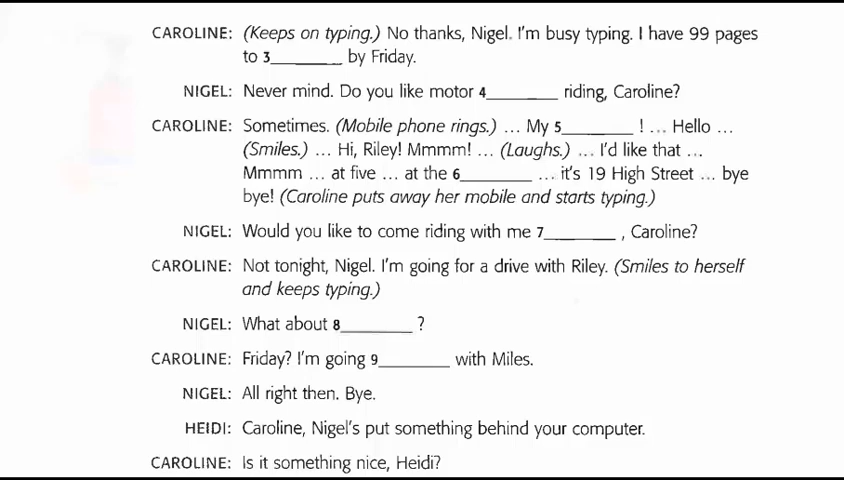 CAROLINE: (Keeps on typing.) No thanks, Nigel. I'm busy typing. I have 99 pages
to 3________ by Friday.
NIGEL: Never mind. Do you like motor 4________ riding, Caroline?
CAROLINE: Sometimes. (Mobile phone rings.) ... My 5________ ! ... Hello ...
(Smiles.) ... Hi, Riley! Mmmm! ... (Laughs.) ... I'd like that ...
Mmmm ... at five ... at the 6________ ... it's 19 High Street ... bye
bye! (Caroline puts away her mobile and starts typing.)
NIGEL: Would you like to come riding with me 7________ , Caroline?
CAROLINE: Not tonight, Nigel. I'm going for a drive with Riley. (Smiles to herself
and keeps typing.)
NIGEL: What about 8________ ?
CAROLINE: Friday? I'm going 9________ with Miles.
NIGEL: All right then. Bye.
HEIDI: Caroline, Nigel's put something behind your computer.
CAROLINE: Is it something nice, Heidi?